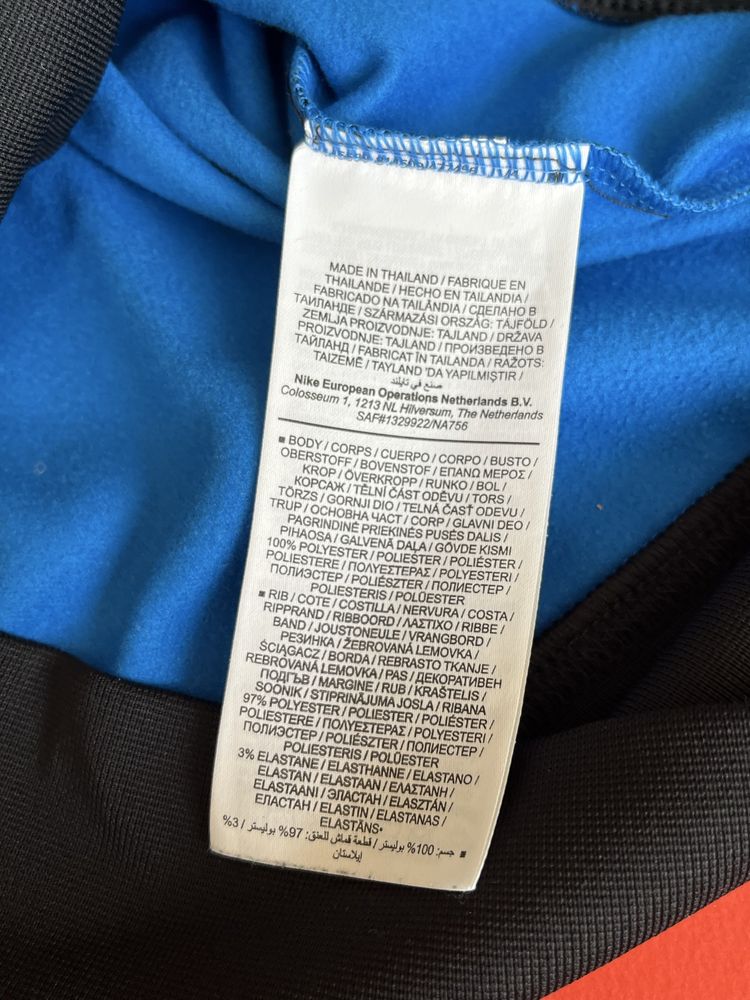 MADE IN THAILAND / FABRIQUE EN
THAILANDE / HECHO EN TAILANDIA /
FABRICADO NA TAILÂNDIA / СДЕЛАНО В
ТАИЛАНДЕ / SZÁRMAZÁSI ORSZÁG: TÁJFÖLD /
ZEMLJA PROIZVODNJE: TAJLAND / DRŽAVA
PROIZVODNJE: TAJLAND / ПРОИЗВЕДЕНО В
ТАЙЛАНД / FABRICAT ÎN TAILANDA / RAŽOTS:
TAIZEMĒ / TAYLAND 'DA YAPILMIŞTIR /
صنع في تايلند
Nike European Operations Netherlands B.V.
Colosseum 1, 1213 NL Hilversum, The Netherlands
SAF#1329922/NA756
▪ BODY / CORPS / CUERPO / CORPO / BUSTO /
OBERSTOFF / BOVENSTOF / ΕΠΑΝΩ ΜΕΡΟΣ /
KROP / ÖVERKROPP / RUNKO / BOL /
КОРСАЖ / TĚLNÍ ČÁST ODĚVU / TORS /
TÖRZS / GORNJI DIO / TELNÁ ČASŤ ODEVU /
TRUP / ОСНОВНА ЧАСТ / CORP / GLAVNI DEO /
PAGRINDINĖ PRIEKINĖS PUSĖS DALIS /
PIHAOSA / GALVENĀ DAĻA / GÖVDE KISMI
100% POLYESTER / POLIÉSTER / POLIESTER /
POLIESTERE / ΠΟΛΥΕΣΤΕΡΑΣ / POLYESTERI /
ПОЛИЭСТЕР / POLIÉSZTER / ПОЛИЕСТЕР /
POLIESTERIS / POLÜESTER
▪ RIB / COTE / COSTILLA / NERVURA / COSTA /
RIPPRAND / RIBBOORD / ΛΑΣΤΙΧΟ / RIBBE /
BAND / JOUSTONEULE / VRANGBORD /
РЕЗИНКА / ŽEBROVANÁ LEMOVKA /
ŚCIĄGACZ / BORDA / REBRASTO TKANJE /
REBROVANÁ LEMOVKA / PAS / ДЕКОРАТИВЕН
ПОДГЪВ / MARGINE / RUB / KRAŠTELIS /
SOONIK / STIPRINĀJUMA JOSLA / RIBANA
97% POLYESTER / POLIESTER / POLIÉSTER /
POLIESTERE / ΠΟΛΥΕΣΤΕΡΑΣ / POLYESTERI /
ПОЛИЭСТЕР / POLIÉSZTER / ПОЛИЕСТЕР /
POLIESTERIS / POLÜESTER
3% ELASTANE / ELASTHANNE / ELASTANO /
ELASTAN / ELASTAAN / ΕΛΑΣΤΑΝΗ /
ELASTAANI / ЭЛАСТАН / ELASZTÁN /
ЕЛАСТАН / ELASTIN / ELASTANAS /
ELASTĀNS•
▪ جسم: 100% بوليستر / قطعة قماش للعنق: 97% بوليستر / 3%
إيلاستان